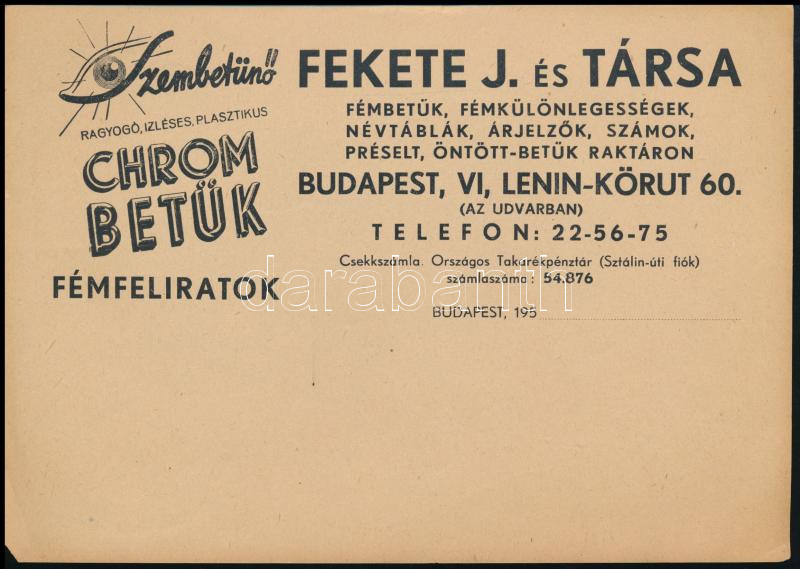 Szembetünő
RAGYOGÓ, IZLÉSES, PLASZTIKUS
CHROM
BETÜK
FÉMFELIRATOK
FEKETE J. ÉS TÁRSA
FÉMBETÜK, FÉMKÜLÖNLEGESSÉGEK,
NÉVTÁBLÁK, ÁRJELZŐK, SZÁMOK,
PRÉSELT, ÖNTÖTT-BETÜK RAKTÁRON
BUDAPEST, VI, LENIN-KÖRUT 60.
(AZ UDVARBAN)
TELEFON: 22-56-75
Csekkszámla: Országos Takarékpénztár (Sztálin-úti fiók)
számlaszáma: 54.876
BUDAPEST, 195
darabanth